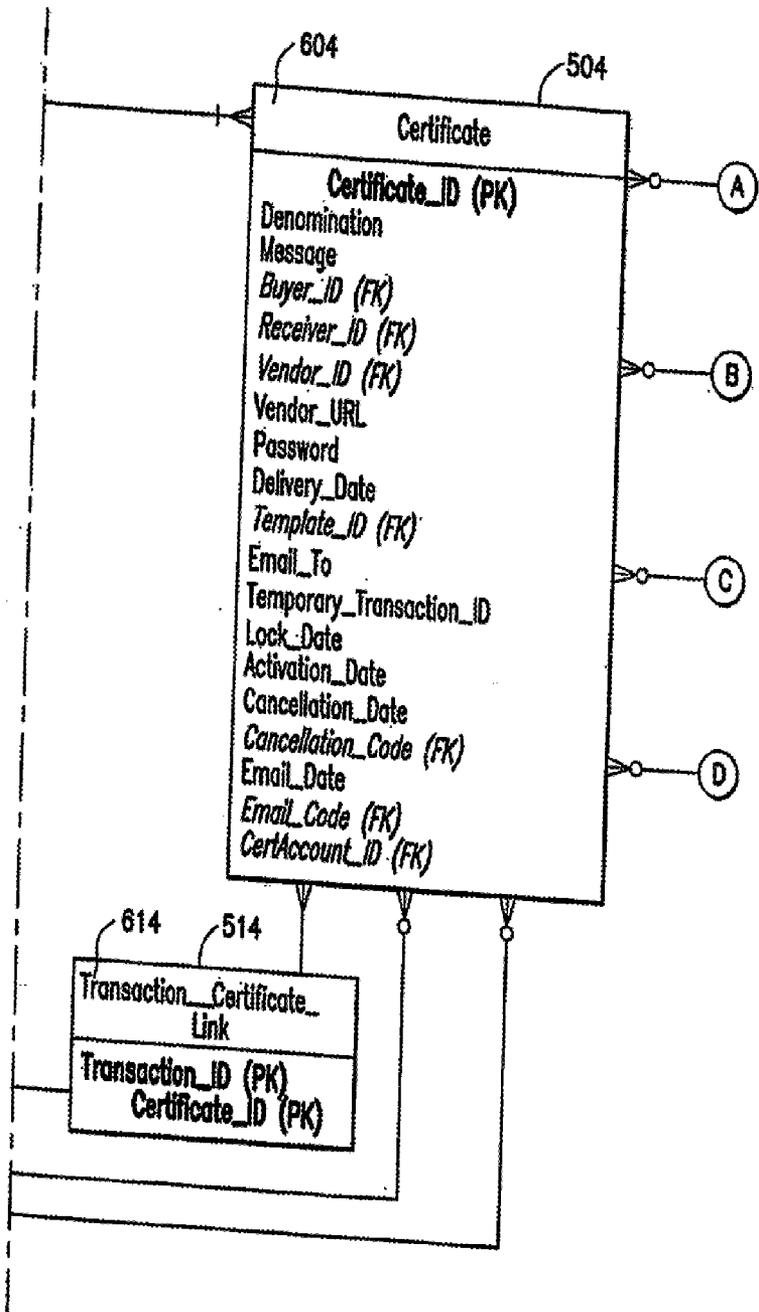 604
504
Certificate
Certificate_ID (PK)
Denomination
Message
Buyer_ID (FK)
Receiver_ID (FK)
Vendor_ID (FK)
Vendor_URL
Password
Delivery_Date
Template_ID (FK)
Email_To
Temporary_Transaction_ID
Lock_Date
Activation_Date
Cancellation_Date
Cancellation_Code (FK)
Email_Date
Email_Code (FK)
CertAccount_ID (FK)
A
B
C
D
614
514
Transaction_Certificate_
Link
Transaction_ID (PK)
Certificate_ID (PK)